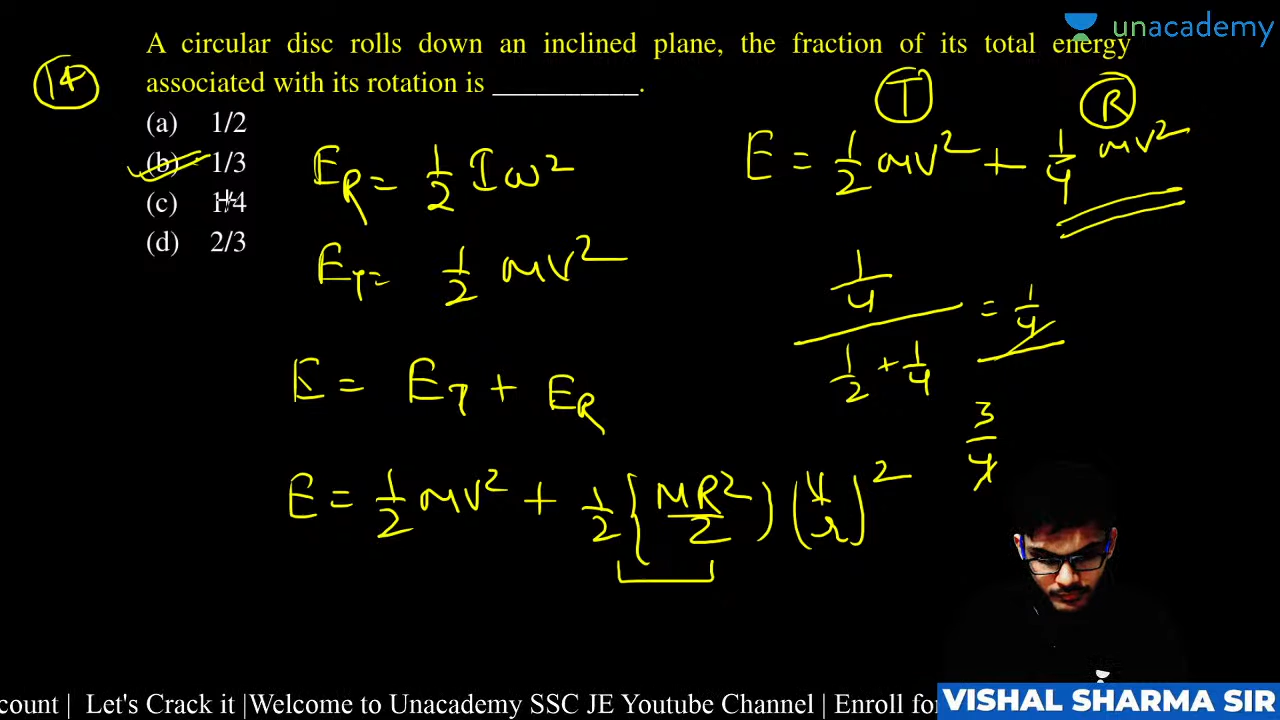 unacademy
14
A circular disc rolls down an inclined plane, the fraction of its total energy
associated with its rotation is __________.
(a) 1/2
(b) 1/3
(c) 1/4
(d) 2/3
E_R = 1/2 Iω²
E_T = 1/2 mv²
E = E_T + E_R
E = 1/2 mv² + 1/2 {MR²/2) (v/r)²
T R
E = 1/2 mv² + 1/4 mv²
1/4 / 1/2 + 1/4 = 1/4
3/4
count | Let's Crack it |Welcome to Unacademy SSC JE Youtube Channel | Enroll fo
VISHAL SHARMA SIR